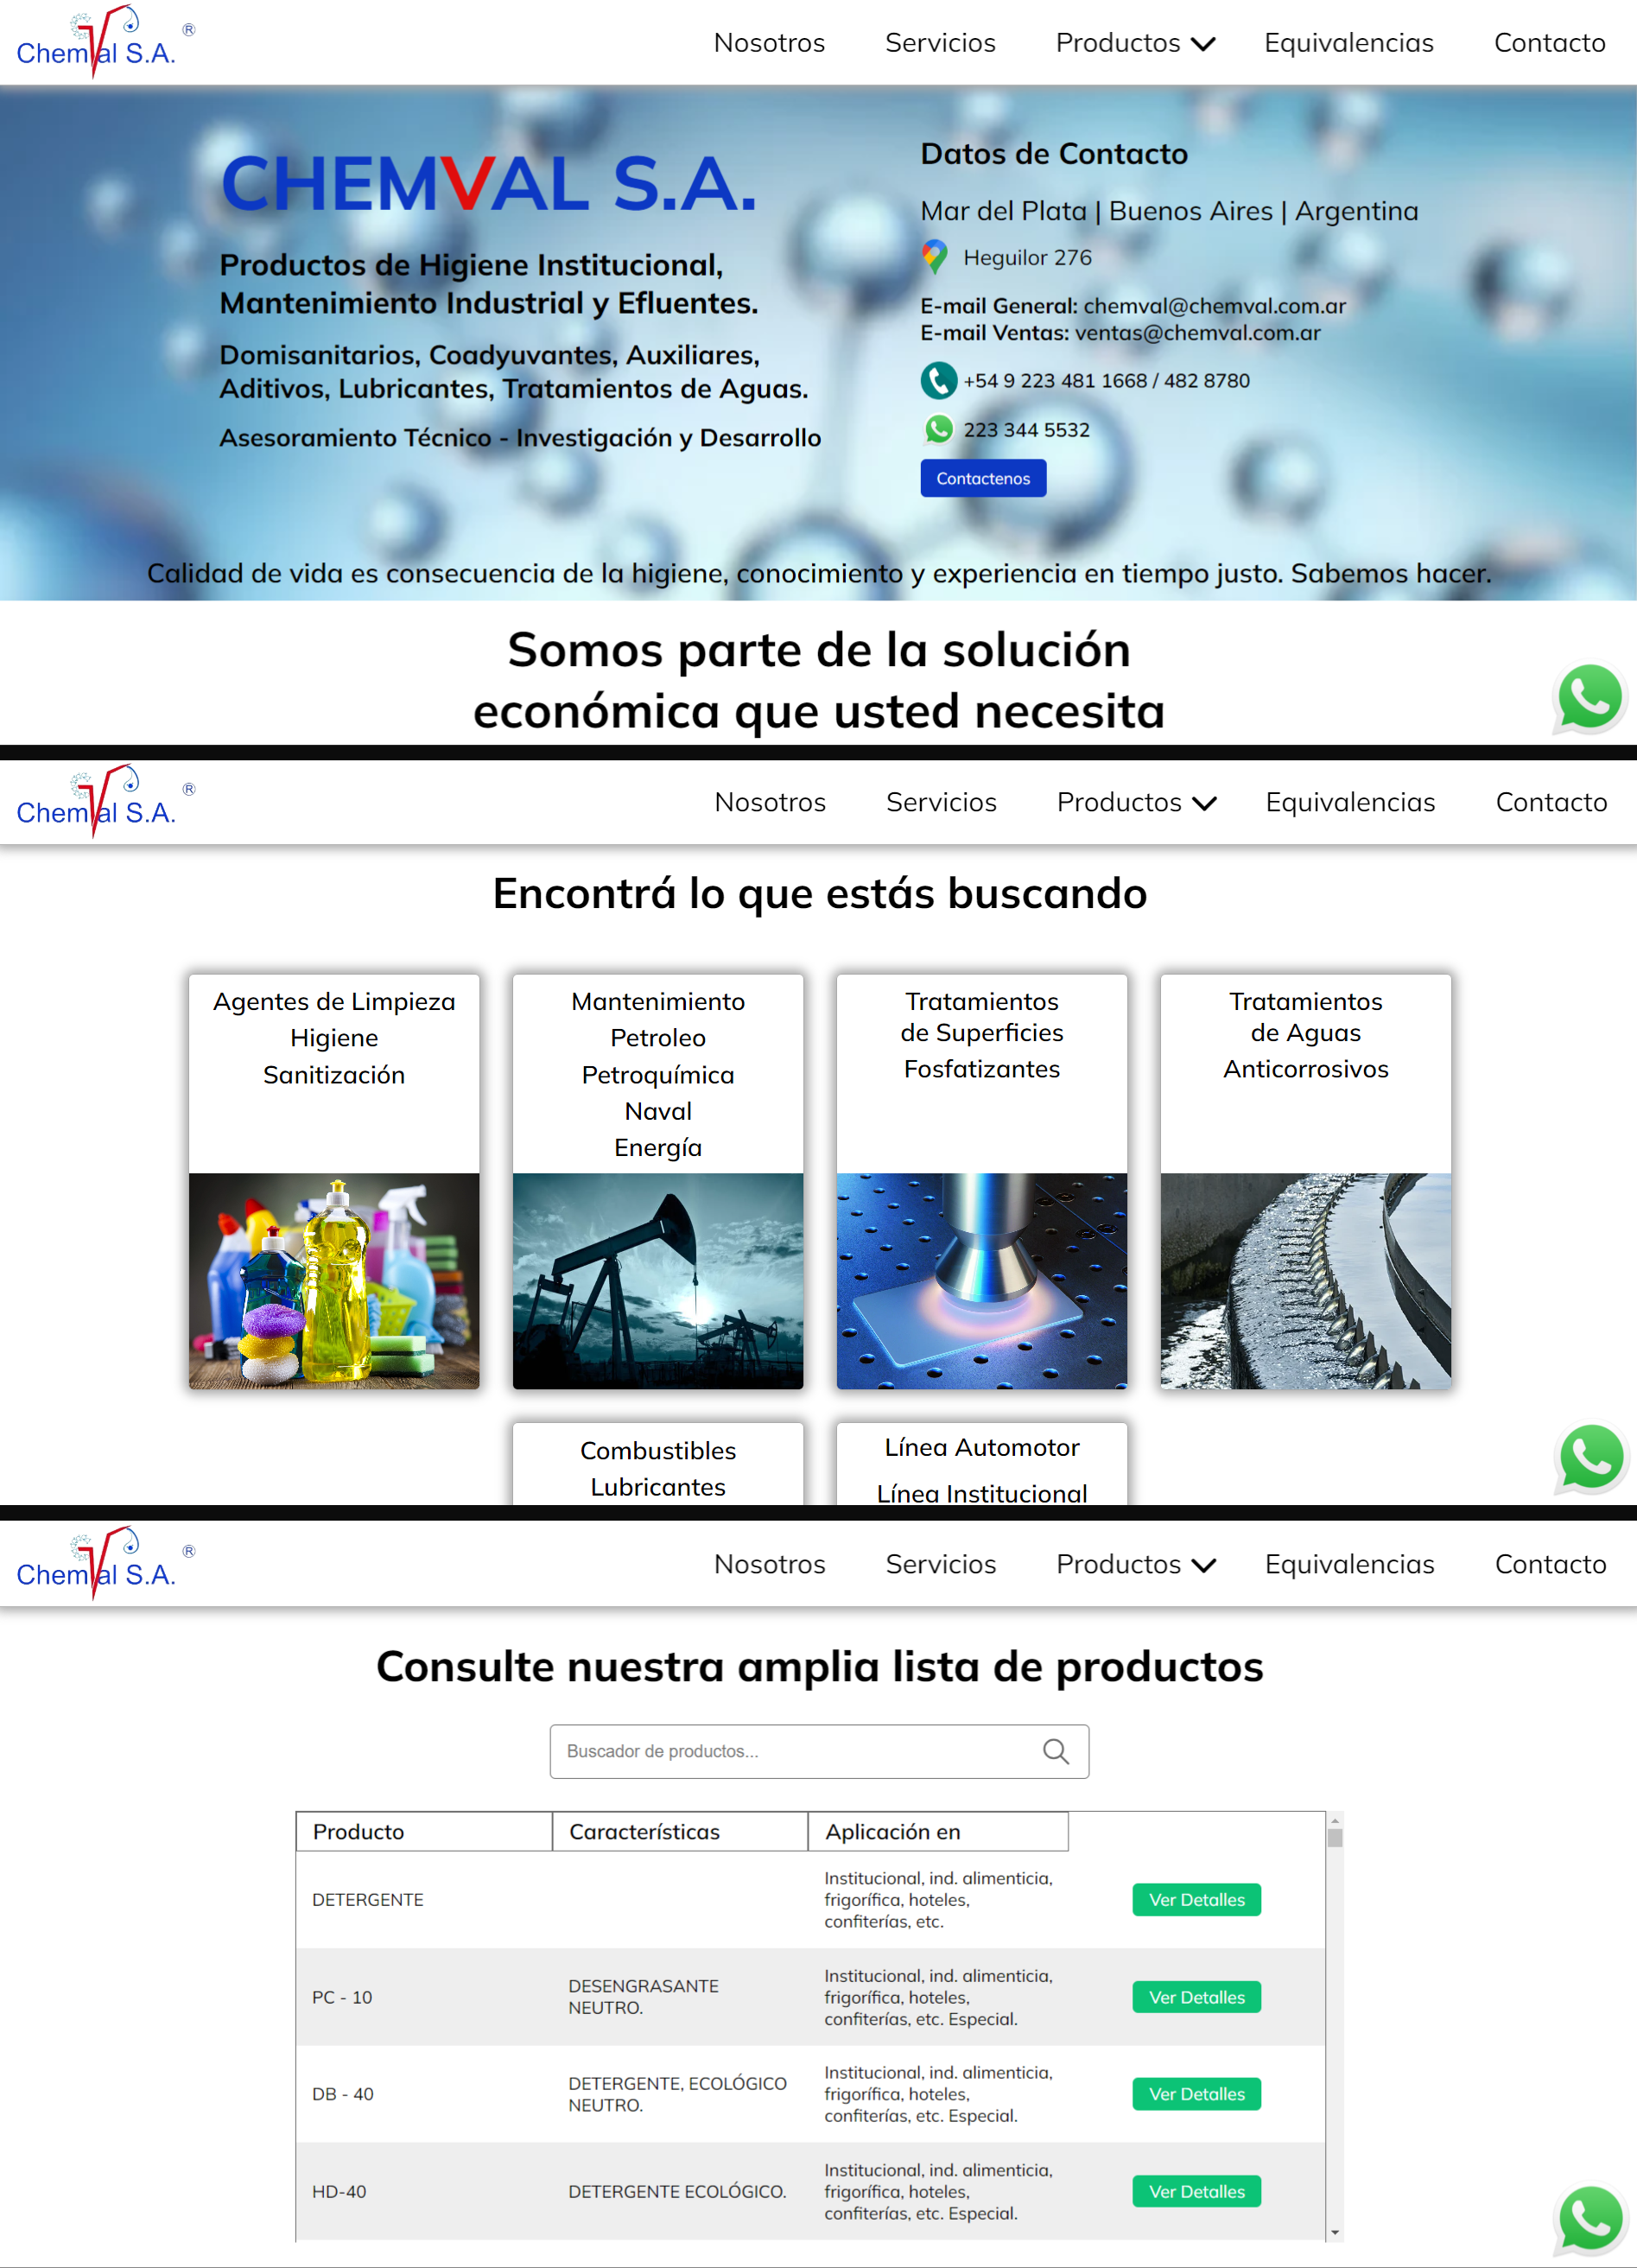 ChemVal S.A. ®
Nosotros Servicios Productos Equivalencias Contacto
CHEMVAL S.A.
Productos de Higiene Institucional,
Mantenimiento Industrial y Efluentes.
Domisanitarios, Coadyuvantes, Auxiliares,
Aditivos, Lubricantes, Tratamientos de Aguas.
Asesoramiento Técnico - Investigación y Desarrollo
Datos de Contacto
Mar del Plata | Buenos Aires | Argentina
Heguilor 276
E-mail General: chemval@chemval.com.ar
E-mail Ventas: ventas@chemval.com.ar
+54 9 223 481 1668 / 482 8780
223 344 5532
Contactenos
Calidad de vida es consecuencia de la higiene, conocimiento y experiencia en tiempo justo. Sabemos hacer.
Somos parte de la solución
económica que usted necesita
ChemVal S.A. ®
Nosotros Servicios Productos Equivalencias Contacto
Encontrá lo que estás buscando
Agentes de Limpieza
Higiene
Sanitización
Mantenimiento
Petroleo
Petroquímica
Naval
Energía
Tratamientos
de Superficies
Fosfatizantes
Tratamientos
de Aguas
Anticorrosivos
Combustibles
Lubricantes
Línea Automotor
Línea Institucional
ChemVal S.A. ®
Nosotros Servicios Productos Equivalencias Contacto
Consulte nuestra amplia lista de productos
Buscador de productos...
Producto Características Aplicación en
DETERGENTE
Institucional, ind. alimenticia,
frigorífica, hoteles,
confiterías, etc.
Ver Detalles
PC - 10
DESENGRASANTE
NEUTRO.
Institucional, ind. alimenticia,
frigorífica, hoteles,
confiterías, etc. Especial.
Ver Detalles
DB - 40
DETERGENTE, ECOLÓGICO
NEUTRO.
Institucional, ind. alimenticia,
frigorífica, hoteles,
confiterías, etc. Especial.
Ver Detalles
HD-40
DETERGENTE ECOLÓGICO.
Institucional, ind. alimenticia,
frigorífica, hoteles,
confiterías, etc. Especial.
Ver Detalles